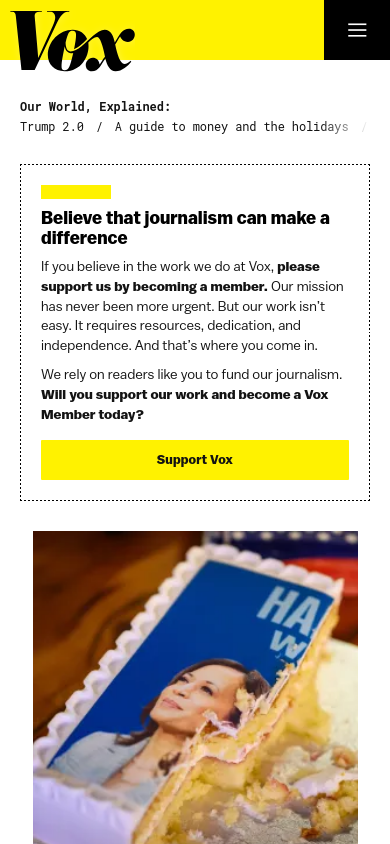 Vox
Our World, Explained:
Trump 2.0 / A guide to money and the holidays /
Believe that journalism can make a
difference
If you believe in the work we do at Vox, please
support us by becoming a member. Our mission
has never been more urgent. But our work isn't
easy. It requires resources, dedication, and
independence. And that's where you come in.
We rely on readers like you to fund our journalism.
Will you support our work and become a Vox
Member today?
Support Vox
HA
W